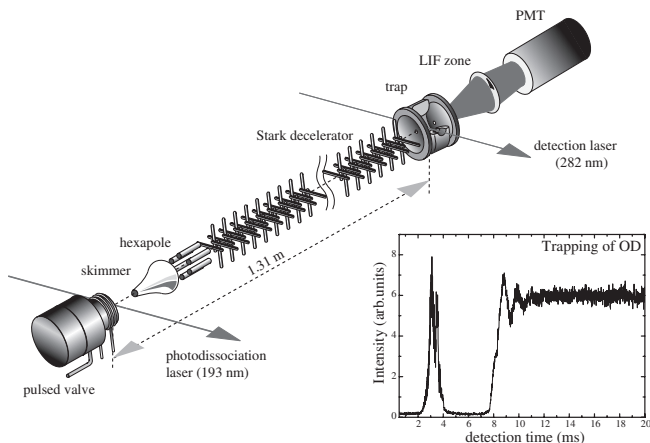 PMT
LIF zone
trap
Stark decelerator
detection laser
(282 nm)
hexapole
skimmer
1.31 m
photodissociation
laser (193 nm)
pulsed valve
Trapping of OD
Intensity (arb.units)
8
6
4
2
0
2 4 6 8 10 12 14 16 18 20
detection time (ms)